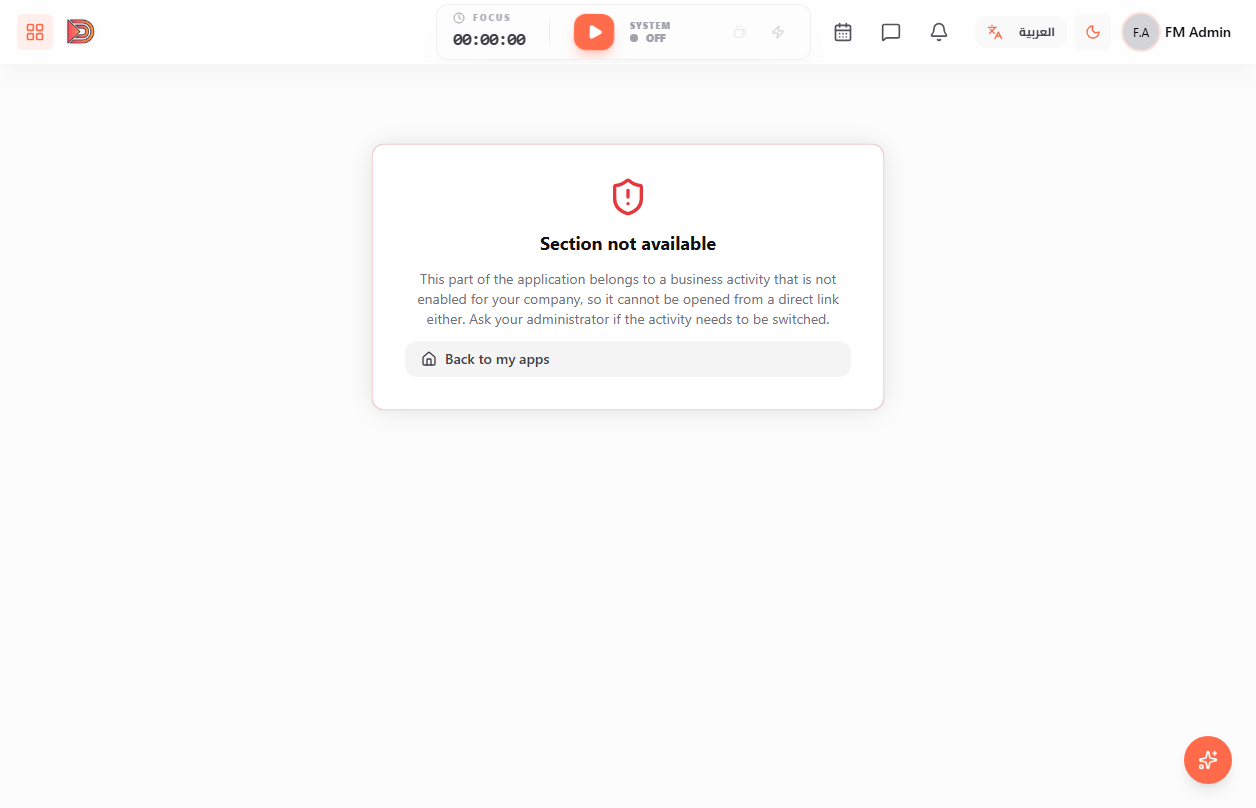 FOCUS
00:00:00
SYSTEM
OFF
العربية
F.A
FM Admin
Section not available
This part of the application belongs to a business activity that is not
enabled for your company, so it cannot be opened from a direct link
either. Ask your administrator if the activity needs to be switched.
Back to my apps